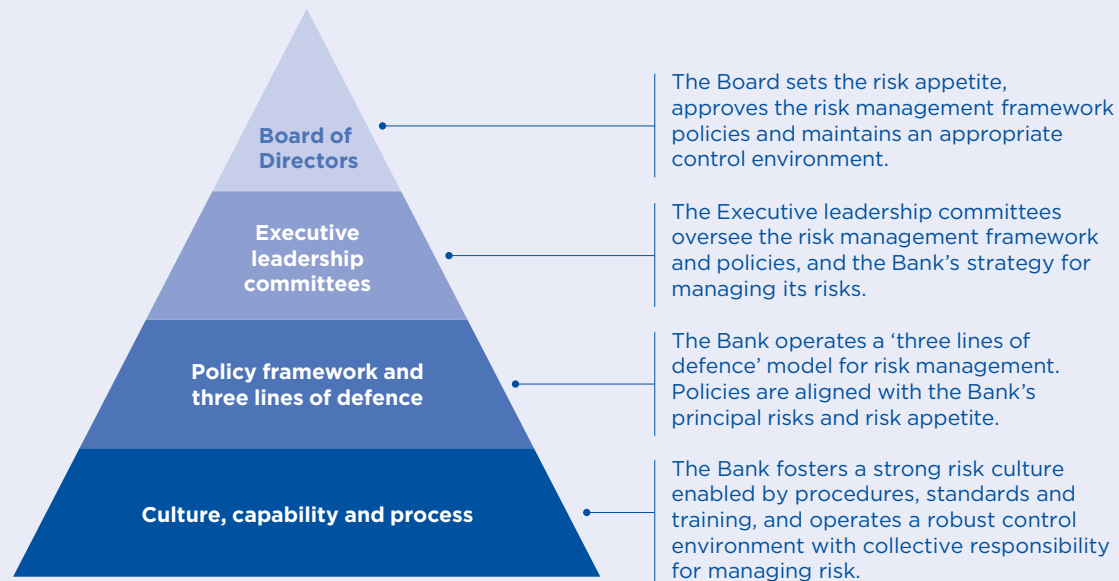 Board of
Directors
The Board sets the risk appetite,
approves the risk management framework
policies and maintains an appropriate
control environment.
Executive
leadership
committees
The Executive leadership committees
oversee the risk management framework
and policies, and the Bank’s strategy for
managing its risks.
Policy framework and
three lines of defence
The Bank operates a ‘three lines of
defence’ model for risk management.
Policies are aligned with the Bank’s
principal risks and risk appetite.
Culture, capability and process
The Bank fosters a strong risk culture
enabled by procedures, standards and
training, and operates a robust control
environment with collective responsibility
for managing risk.